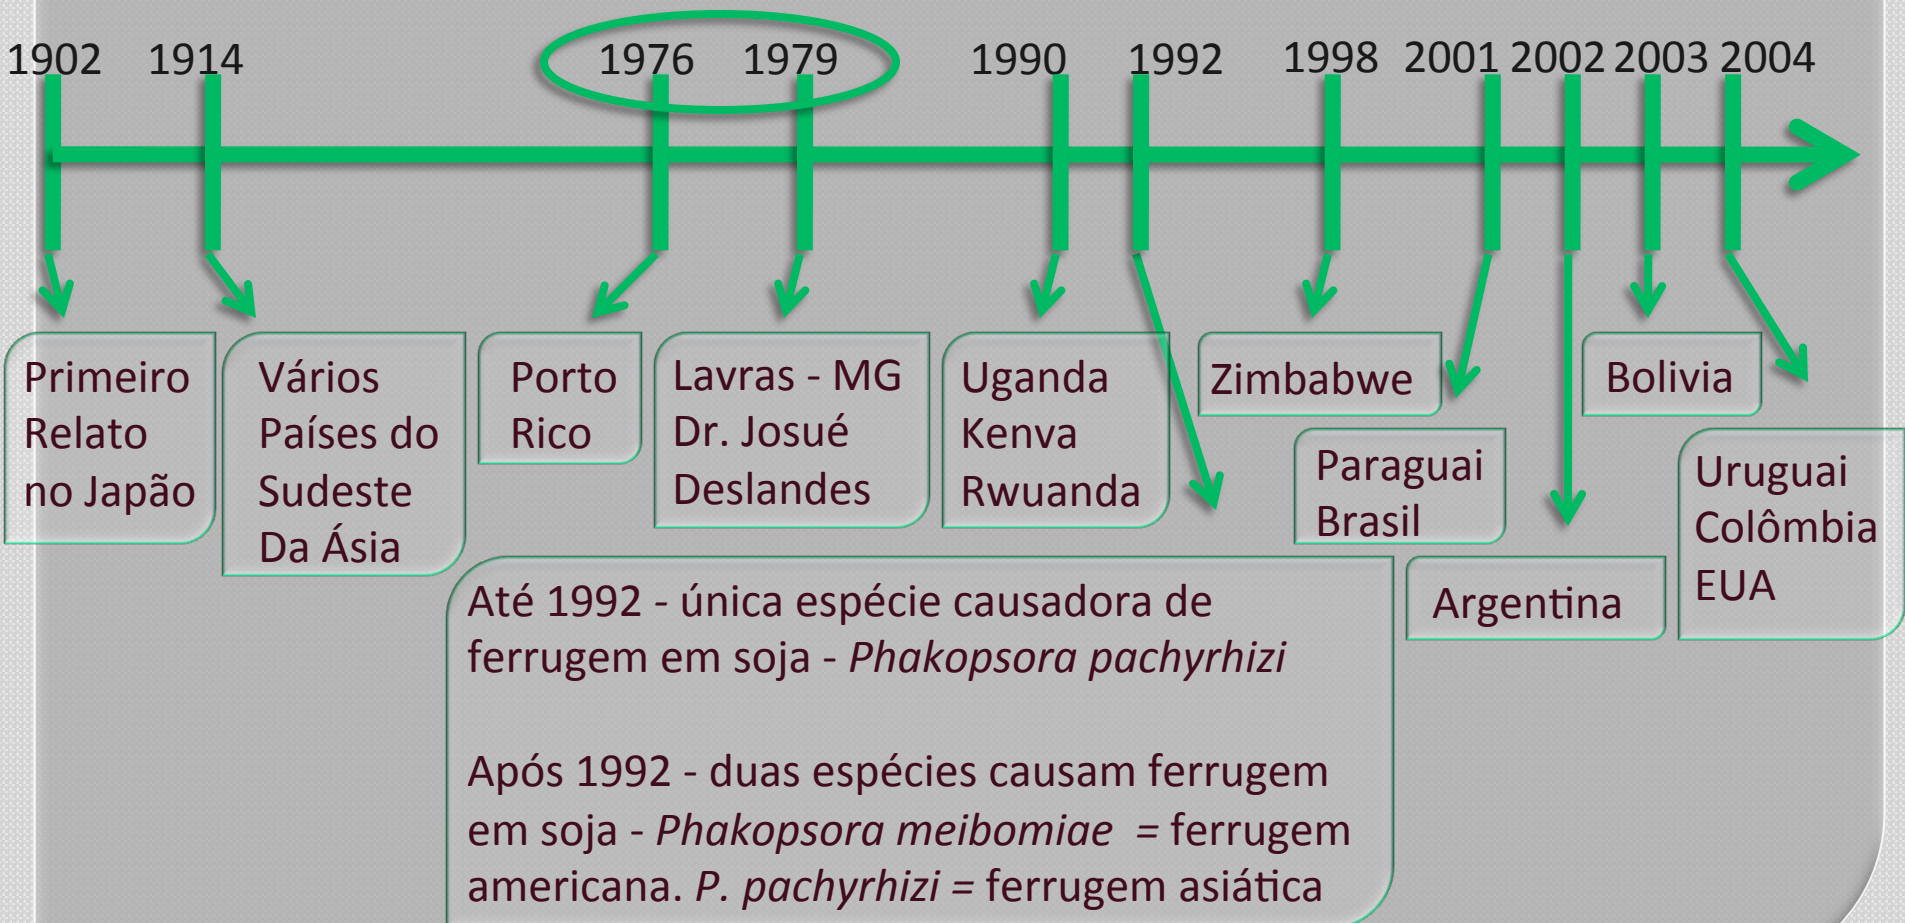 1902 1914 1976 1979 1990 1992 1998 2001 2002 2003 2004
Primeiro
Relato
no Japão
Vários
Países do
Sudeste
Da Ásia
Porto
Rico
Lavras - MG
Dr. Josué
Deslandes
Uganda
Kenva
Rwuanda
Até 1992 - única espécie causadora de
ferrugem em soja - Phakopsora pachyrhizi
Após 1992 - duas espécies causam ferrugem
em soja - Phakopsora meibomiae = ferrugem
americana. P. pachyrhizi = ferrugem asiática
Zimbabwe
Paraguai
Brasil
Argentina
Bolivia
Uruguai
Colômbia
EUA